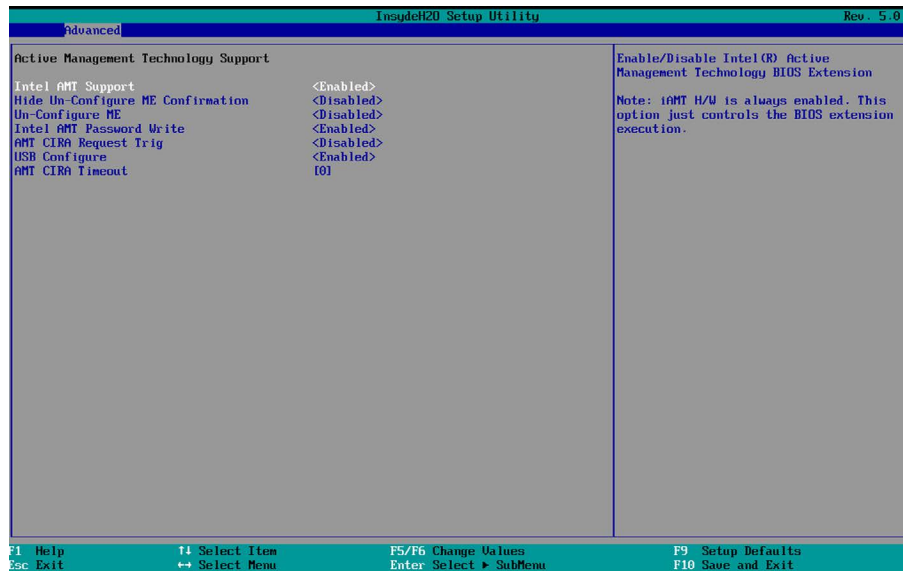 InsydeH2O Setup Utility Rev. 5.0
Advanced
Active Management Technology Support
Intel AMT Support <Enabled>
Hide Un-Configure ME Confirmation <Disabled>
Un-Configure ME <Disabled>
Intel AMT Password Write <Enabled>
AMT CIRA Request Trig <Disabled>
USB Configure <Enabled>
AMT CIRA Timeout [0]
Enable/Disable Intel(R) Active
Management Technology BIOS Extension
Note: iAMT H/W is always enabled. This
option just controls the BIOS extension
execution.
F1 Help ↑↓ Select Item F5/F6 Change Values F9 Setup Defaults
Esc Exit ↔ Select Menu Enter Select ▶ SubMenu F10 Save and Exit